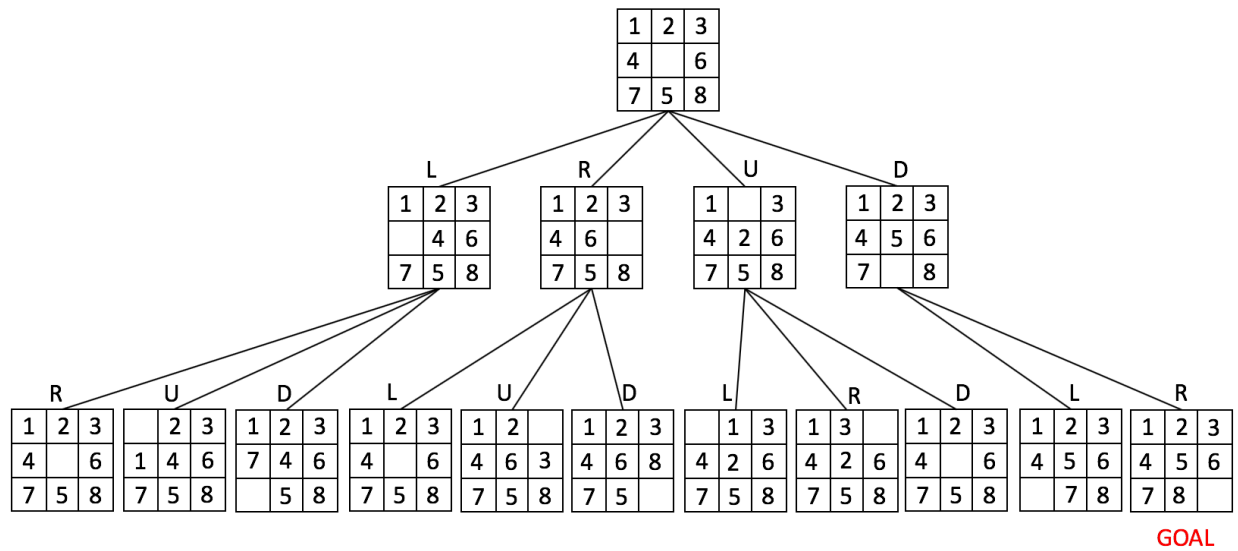 1 2 3
4 6
7 5 8
L R U D
1 2 3 1 2 3 1 3 1 2 3
4 6 4 6 4 2 6 4 5 6
7 5 8 7 5 8 7 5 8 7 8
R U D L U D L R D L R
1 2 3 2 3 1 2 3 1 2 3 1 2 1 2 3 1 3 1 3 1 2 3 1 2 3 1 2 3
4 6 1 4 6 7 4 6 4 6 4 6 3 4 6 8 4 2 6 4 2 6 4 6 4 5 6 4 5 6
7 5 8 7 5 8 5 8 7 5 8 7 5 8 7 5 7 5 8 7 5 8 7 5 8 7 8 7 8
GOAL